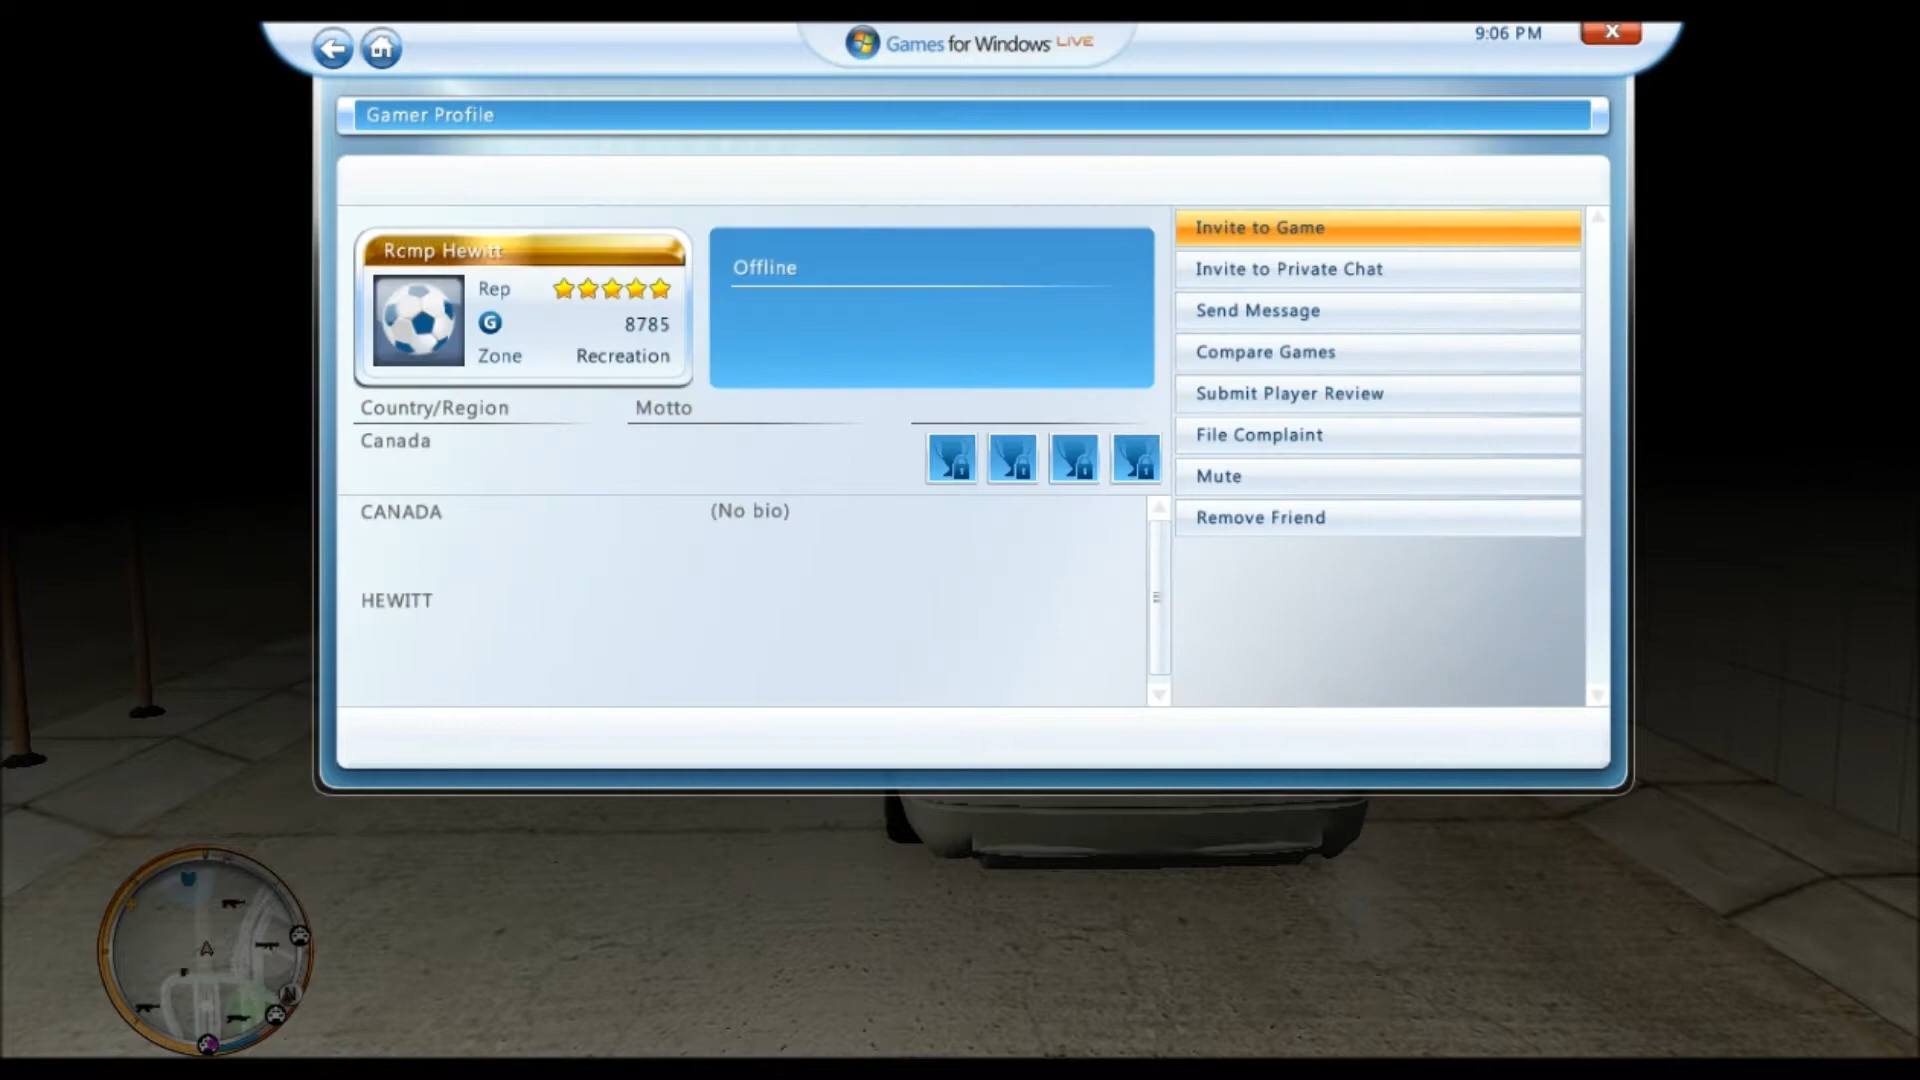 Games for Windows LIVE
9:06 PM
Gamer Profile
Rcmp Hewitt
Rep
G
8785
Zone Recreation
Offline
Country/Region
Motto
Canada
CANADA
(No bio)
HEWITT
Invite to Game
Invite to Private Chat
Send Message
Compare Games
Submit Player Review
File Complaint
Mute
Remove Friend
N